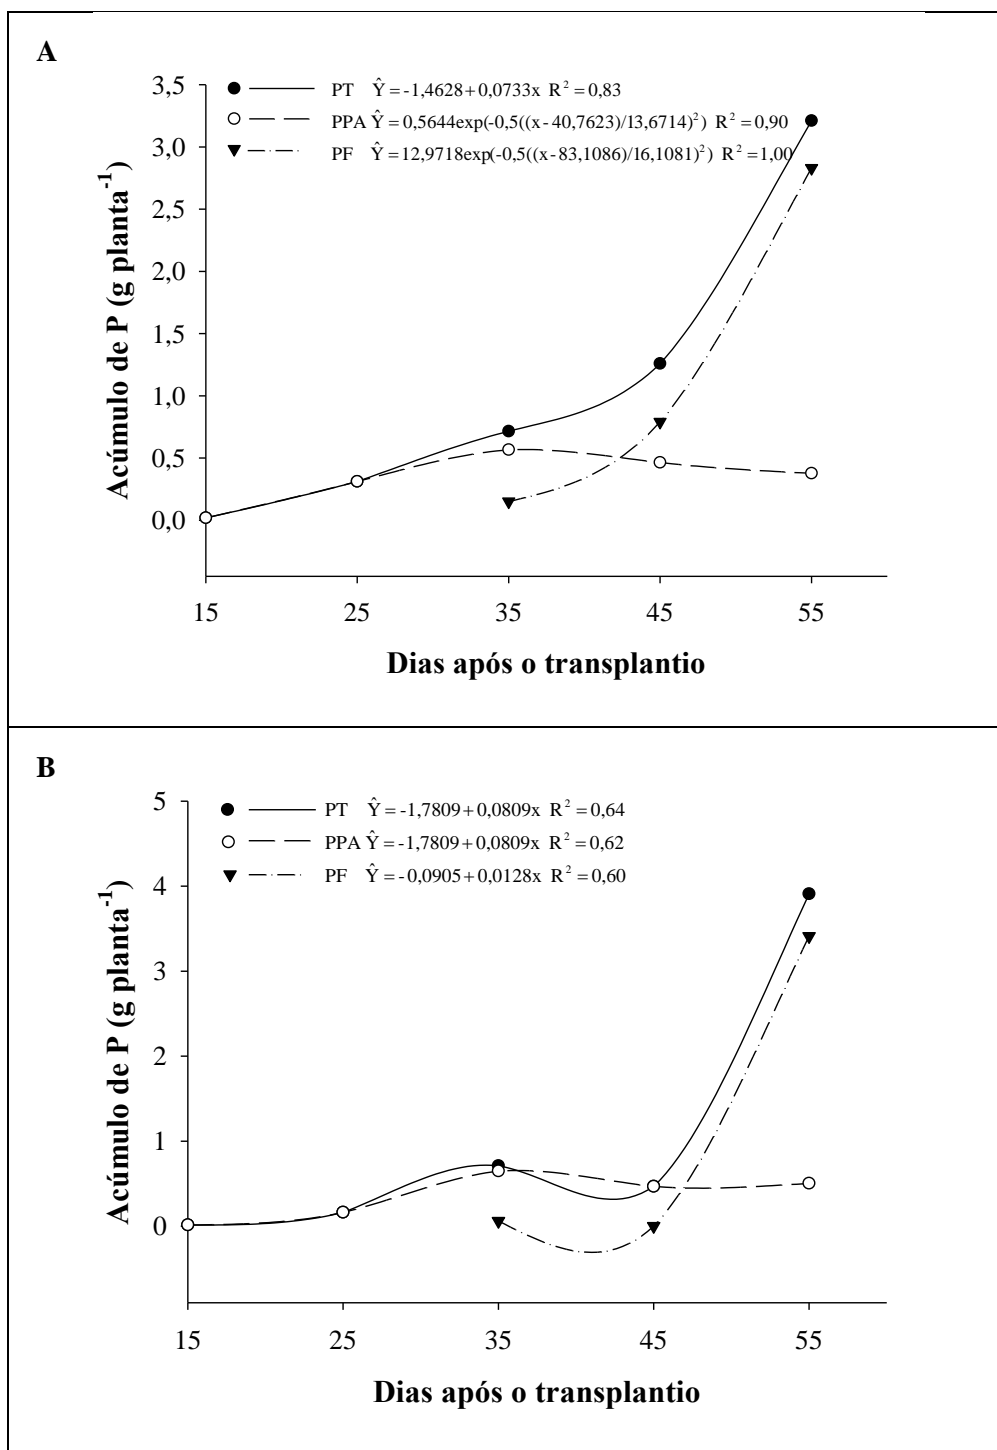 A
3,5
3,0
2,5
2,0
1,5
1,0
0,5
0,0
Acúmulo de P (g planta⁻¹)
PT Ŷ = -1,4628 + 0,0733x R² = 0,83
PPA Ŷ = 0,5644exp(-0,5((x - 40,7623)/13,6714)²) R² = 0,90
PF Ŷ = 12,9718exp(-0,5((x - 83,1086)/16,1081)²) R² = 1,00
15 25 35 45 55
Dias após o transplantio
B
5
4
3
2
1
0
Acúmulo de P (g planta⁻¹)
PT Ŷ = -1,7809 + 0,0809x R² = 0,64
PPA Ŷ = -1,7809 + 0,0809x R² = 0,62
PF Ŷ = -0,0905 + 0,0128x R² = 0,60
15 25 35 45 55
Dias após o transplantio